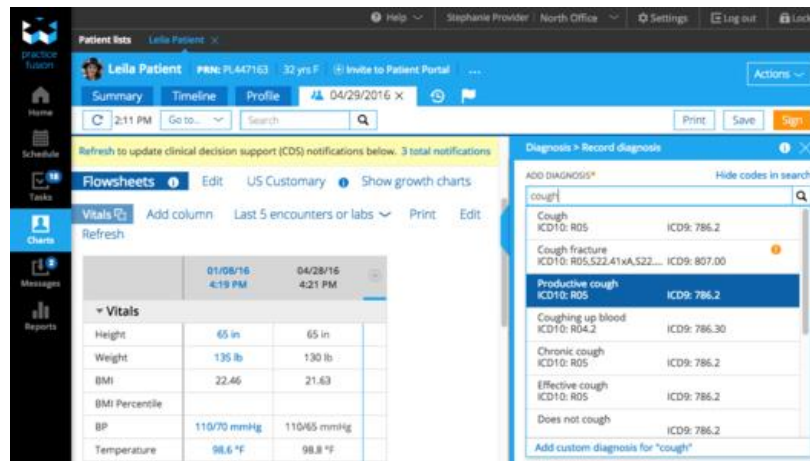 Help
Stephanie Provider
North Office
Settings
Log out
Lock
practice fusion
Patient lists
Leila Patient ×
Leila Patient PRN: PL447163 32 yrs F Invite to Patient Portal ...
Actions
Summary
Timeline
Profile
04/29/2016 ×
2:11 PM
Go to...
Search
Print
Save
Sign
Home
Schedule
18
Tasks
Charts
2
Messages
Reports
Refresh to update clinical decision support (CDS) notifications below. 3 total notifications
Flowsheets Edit US Customary Show growth charts
Vitals Add column Last 5 encounters or labs Print Edit
Refresh
01/08/16 04/28/16
4:19 PM 4:21 PM
Vitals
Height 65 in 65 in
Weight 135 lb 130 lb
BMI 22.46 21.63
BMI Percentile
BP 110/70 mmHg 110/65 mmHg
Temperature 98.6 °F 98.8 °F
Diagnosis > Record diagnosis
ADD DIAGNOSIS* Hide codes in search
cough
Cough
ICD10: R05 ICD9: 786.2
Cough fracture
ICD10: R05,S22.41xA,S22.... ICD9: 807.00
Productive cough
ICD10: R05 ICD9: 786.2
Coughing up blood
ICD10: R04.2 ICD9: 786.30
Chronic cough
ICD10: R05 ICD9: 786.2
Effective cough
ICD10: R05 ICD9: 786.2
Does not cough
ICD9: 786.2
Add custom diagnosis for "cough"